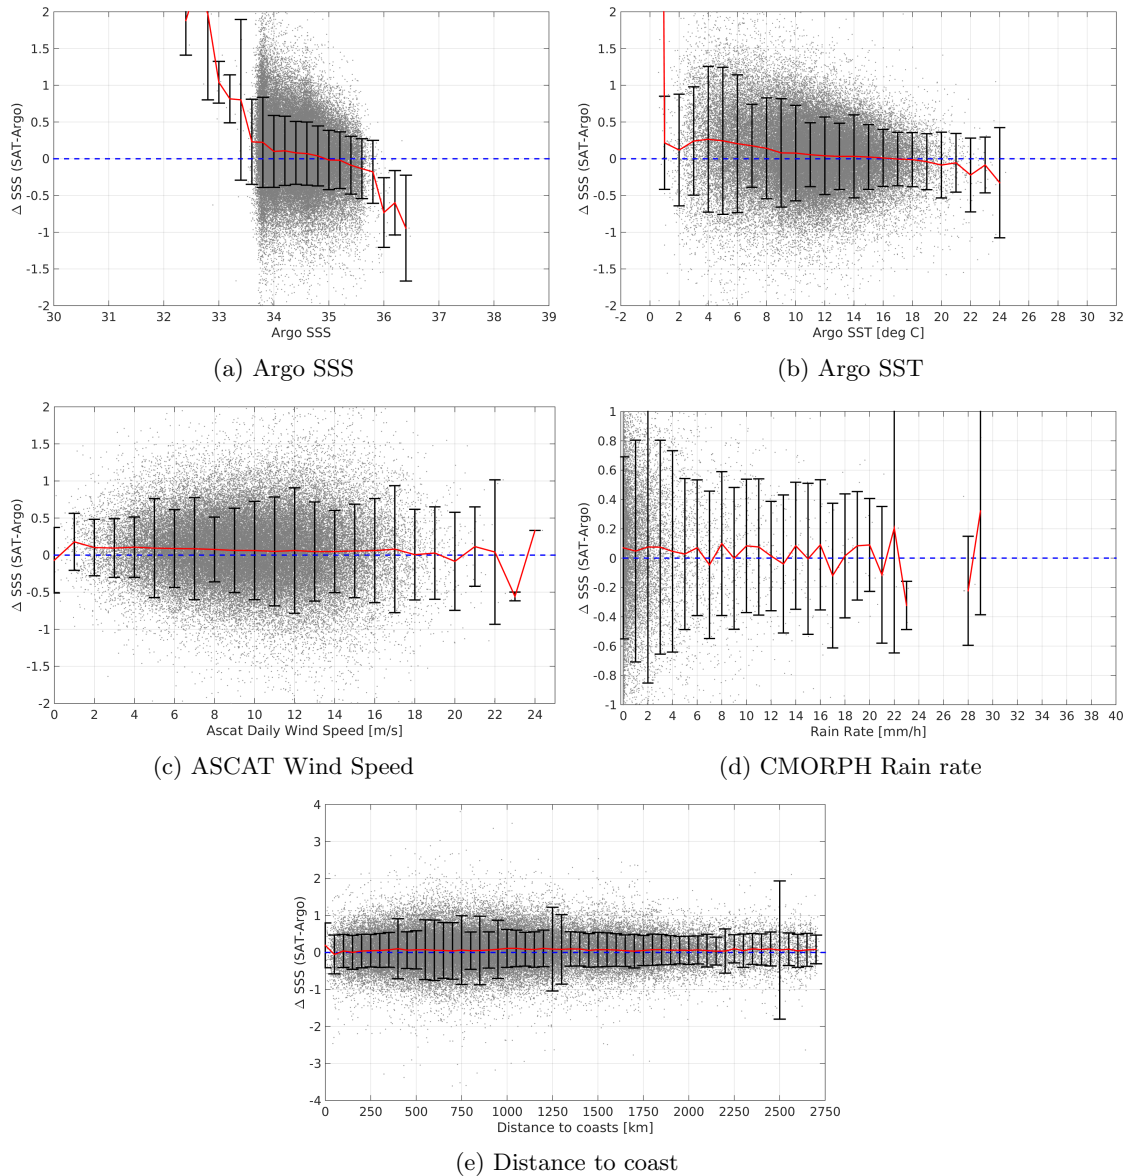 2
1.5
1
0.5
0
-0.5
-1
-1.5
-2
Δ SSS (SAT-Argo)
30 31 32 33 34 35 36 37 38 39
Argo SSS
(a) Argo SSS
2
1.5
1
0.5
0
-0.5
-1
-1.5
-2
Δ SSS (SAT-Argo)
-2 0 2 4 6 8 10 12 14 16 18 20 22 24 26 28 30 32
Argo SST [deg C]
(b) Argo SST
2
1.5
1
0.5
0
-0.5
-1
-1.5
-2
Δ SSS (SAT-Argo)
0 2 4 6 8 10 12 14 16 18 20 22 24
Ascat Daily Wind Speed [m/s]
(c) ASCAT Wind Speed
1
0.8
0.6
0.4
0.2
0
-0.2
-0.4
-0.6
-0.8
-1
Δ SSS (SAT-Argo)
0 2 4 6 8 10 12 14 16 18 20 22 24 26 28 30 32 34 36 38 40
Rain Rate [mm/h]
(d) CMORPH Rain rate
4
3
2
1
0
-1
-2
-3
-4
Δ SSS (SAT-Argo)
0 250 500 750 1000 1250 1500 1750 2000 2250 2500 2750
Distance to coasts [km]
(e) Distance to coast